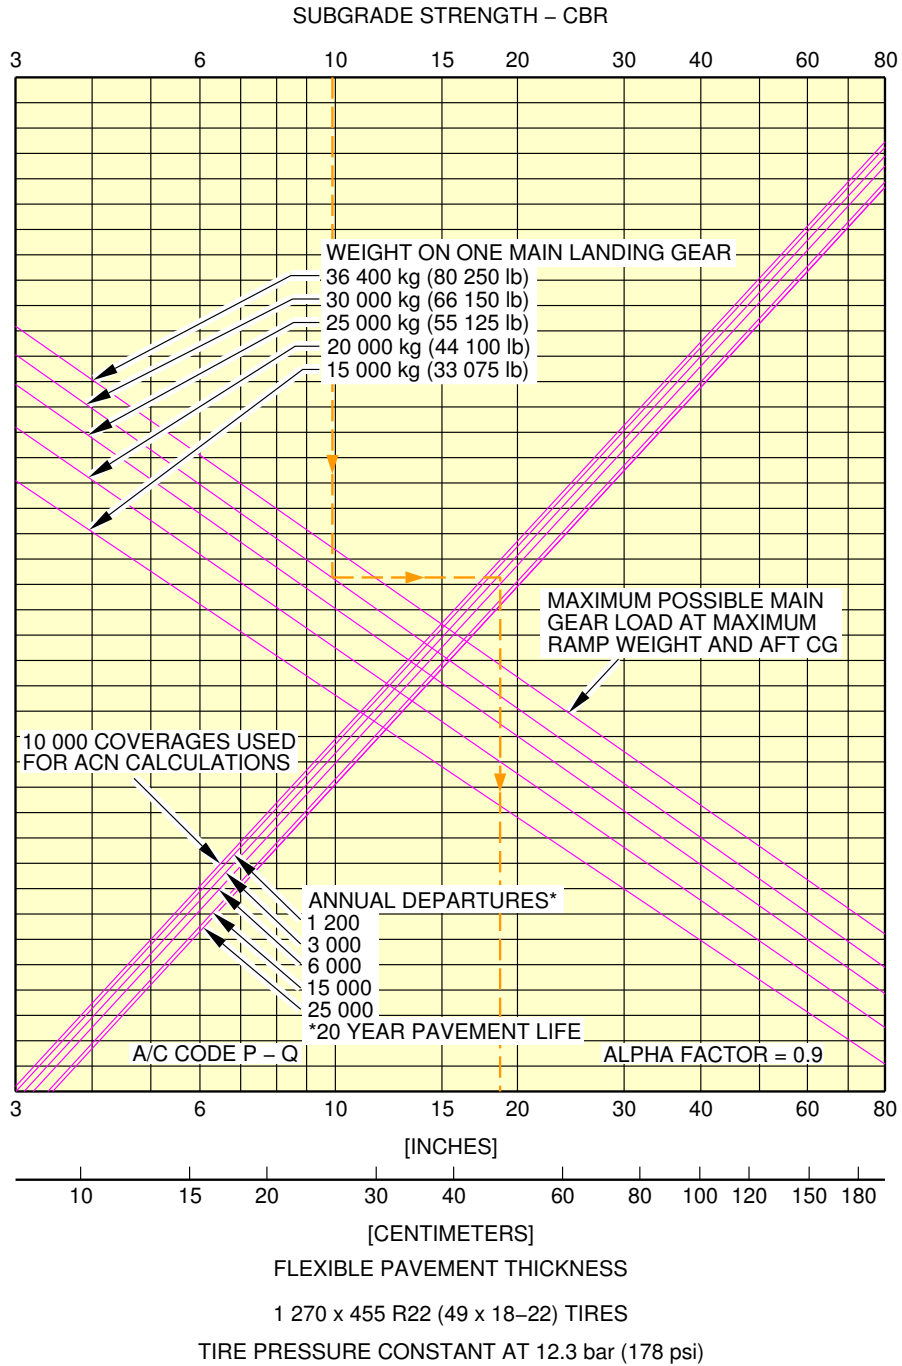 SUBGRADE STRENGTH – CBR
3 6 10 15 20 30 40 60 80
WEIGHT ON ONE MAIN LANDING GEAR
36 400 kg (80 250 lb)
30 000 kg (66 150 lb)
25 000 kg (55 125 lb)
20 000 kg (44 100 lb)
15 000 kg (33 075 lb)
MAXIMUM POSSIBLE MAIN
GEAR LOAD AT MAXIMUM
RAMP WEIGHT AND AFT CG
10 000 COVERAGES USED
FOR ACN CALCULATIONS
ANNUAL DEPARTURES*
1 200
3 000
6 000
15 000
25 000
*20 YEAR PAVEMENT LIFE
A/C CODE P – Q
ALPHA FACTOR = 0.9
3 6 10 15 20 30 40 60 80
[INCHES]
10 15 20 30 40 60 80 100 120 150 180
[CENTIMETERS]
FLEXIBLE PAVEMENT THICKNESS
1 270 x 455 R22 (49 x 18–22) TIRES
TIRE PRESSURE CONSTANT AT 12.3 bar (178 psi)